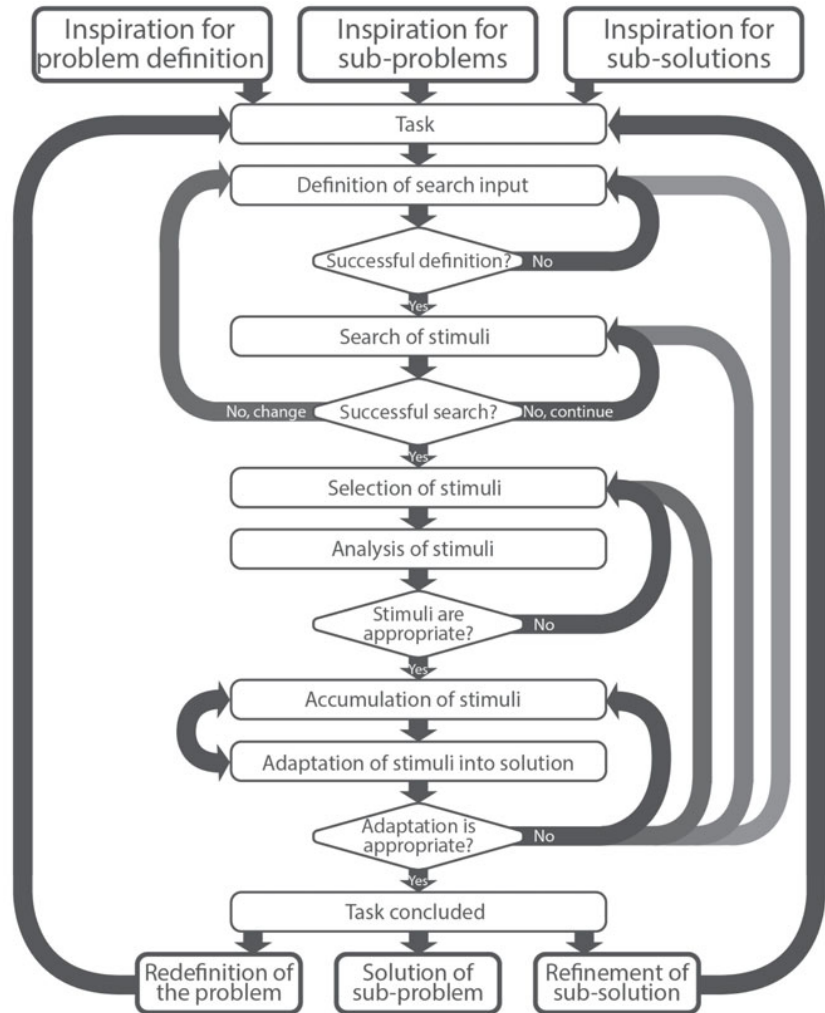 Inspiration for
problem definition
Inspiration for
sub-problems
Inspiration for
sub-solutions
Task
Definition of search input
Successful definition?
No
Yes
Search of stimuli
No, change
Successful search?
No, continue
Yes
Selection of stimuli
Analysis of stimuli
Stimuli are
appropriate?
No
Yes
Accumulation of stimuli
Adaptation of stimuli into solution
Adaptation is
appropriate?
No
Yes
Task concluded
Redefinition of
the problem
Solution of
sub-problem
Refinement of
sub-solution